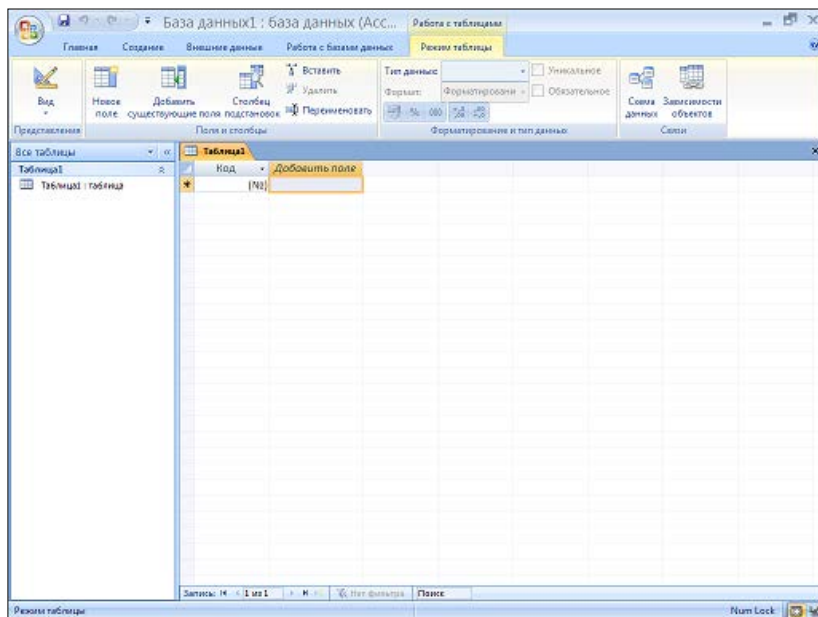 База данных1 : база данных (Acc...
Работа с таблицами
Главная Создание Внешние данные Работа с базами данных Режим таблицы
Вид
Новое поле
Добавить существующие поля
Столбец подстановок
Вставить
Удалить
Переименовать
Тип данных:
Формат: Форматировани
% 000
Уникальное
Обязательное
Схема данных
Зависимости объектов
Представления Поля и столбцы Форматирование и тип данных Связи
Все таблицы
Таблица1
Таблица1 : таблица
Таблица1
Код Добавить поле
(№)
Запись: 1 из 1 Нет фильтра Поиск
Режим таблицы Num Lock